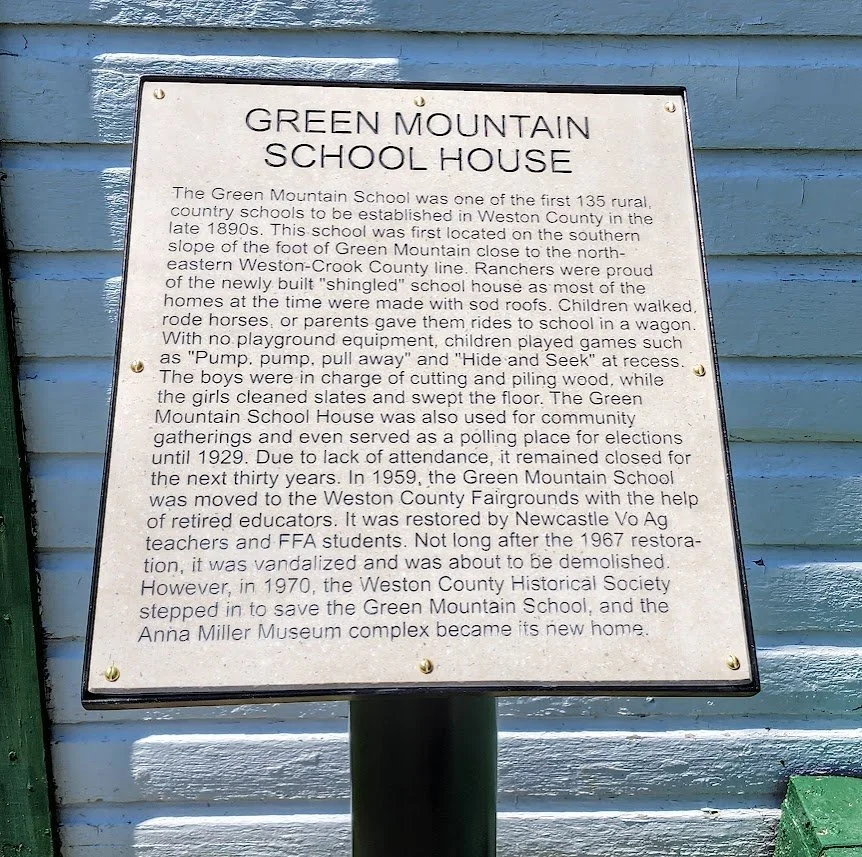 GREEN MOUNTAIN
SCHOOL HOUSE
The Green Mountain School was one of the first 135 rural,
country schools to be established in Weston County in the
late 1890s. This school was first located on the southern
slope of the foot of Green Mountain close to the north-
eastern Weston-Crook County line. Ranchers were proud
of the newly built "shingled" school house as most of the
homes at the time were made with sod roofs. Children walked,
rode horses, or parents gave them rides to school in a wagon.
With no playground equipment, children played games such
as "Pump, pump, pull away" and "Hide and Seek" at recess.
The boys were in charge of cutting and piling wood, while
the girls cleaned slates and swept the floor. The Green
Mountain School House was also used for community
gatherings and even served as a polling place for elections
until 1929. Due to lack of attendance, it remained closed for
the next thirty years. In 1959, the Green Mountain School
was moved to the Weston County Fairgrounds with the help
of retired educators. It was restored by Newcastle Vo Ag
teachers and FFA students. Not long after the 1967 restora-
tion, it was vandalized and was about to be demolished.
However, in 1970, the Weston County Historical Society
stepped in to save the Green Mountain School, and the
Anna Miller Museum complex became its new home.